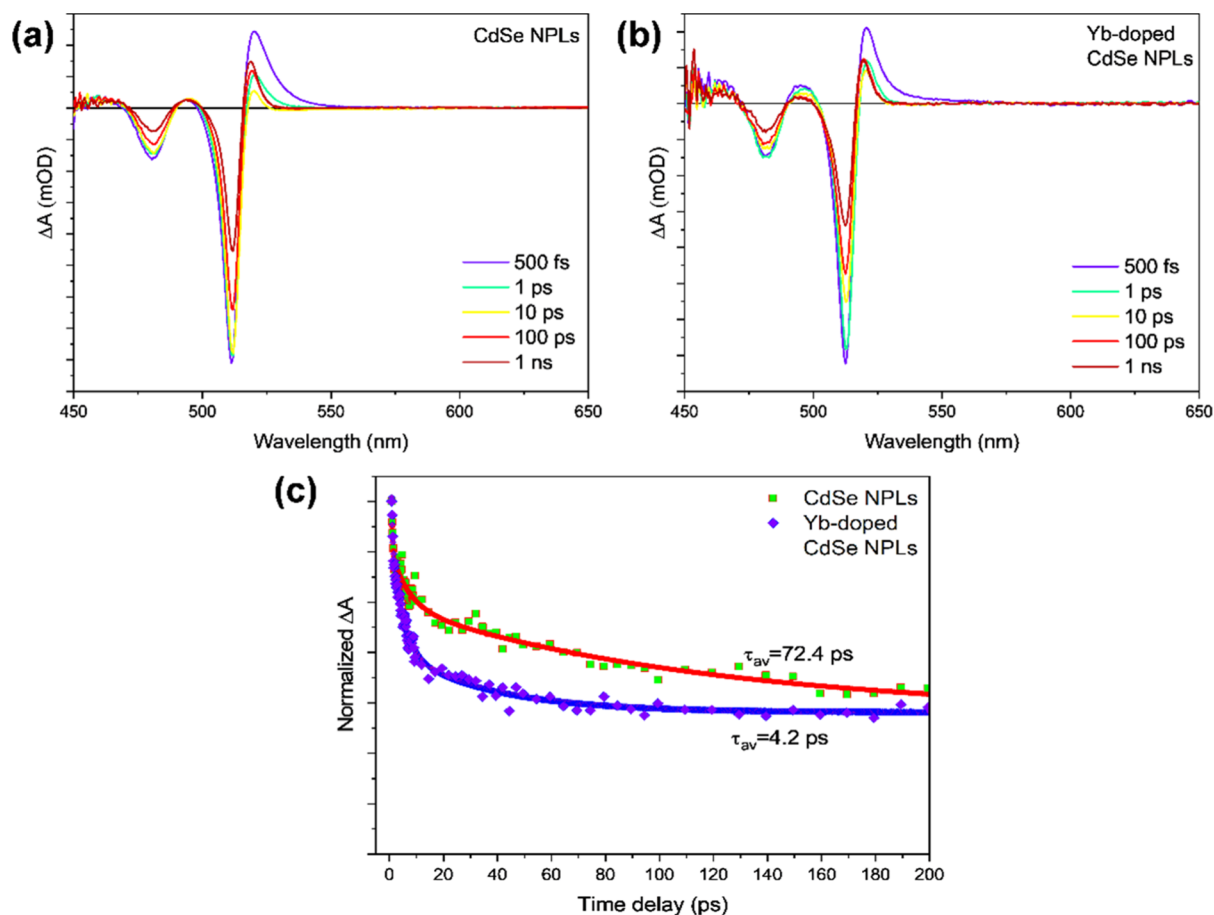 (a)
CdSe NPLs
ΔA (mOD)
500 fs
1 ps
10 ps
100 ps
1 ns
450 500 550 600 650
Wavelength (nm)
(b)
Yb-doped
CdSe NPLs
ΔA (mOD)
500 fs
1 ps
10 ps
100 ps
1 ns
450 500 550 600 650
Wavelength (nm)
(c)
CdSe NPLs
Yb-doped
CdSe NPLs
Normalized ΔA
τav=72.4 ps
τav=4.2 ps
0 20 40 60 80 100 120 140 160 180 200
Time delay (ps)